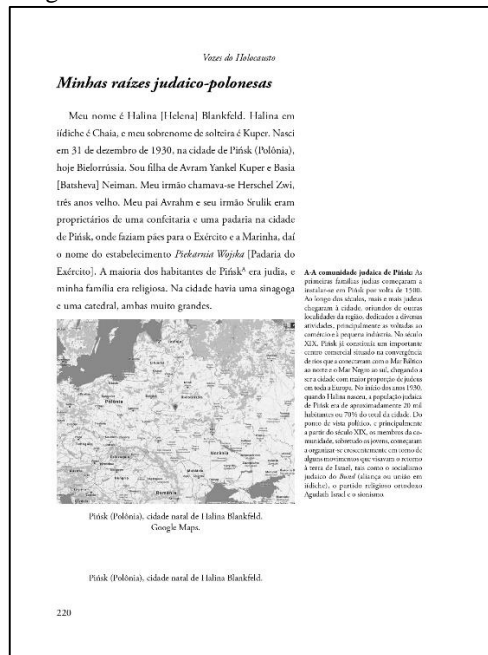 Vozes do Holocausto
Minhas raízes judaico-polonesas
Meu nome é Halina [Helena] Blankfeld. Halina em
iídiche é Chaia, e meu sobrenome de solteira é Kuper. Nasci
em 31 de dezembro de 1930, na cidade de Pińsk (Polônia),
hoje Bielorrússia. Sou filha de Avram Yankel Kuper e Basia
[Batsheva] Neiman. Meu irmão chamava-se Herschel Zwi,
três anos velho. Meu pai Avrahm e seu irmão Srulik eram
proprietários de uma confeitaria e uma padaria na cidade
de Pińsk, onde faziam pães para o Exército e a Marinha, daí
o nome do estabelecimento Piekarnia Wojska [Padaria do
Exército]. A maioria dos habitantes de Pińskᴬ era judia, e
minha família era religiosa. Na cidade havia uma sinagoga
e uma catedral, ambas muito grandes.
A-A comunidade judaica de Pińsk: As
primeiras famílias judias começaram a
instalar-se em Pińsk por volta de 1500.
Ao longo dos séculos, mais e mais judeus
chegaram à cidade, oriundos de outras
localidades da região, dedicados a diversas
atividades, principalmente as voltadas ao
comércio e à pequena indústria. No século
XIX, Pińsk já constituía um importante
centro comercial situado na convergência
de rios que a conectavam com o Mar Báltico
ao norte e o Mar Negro ao sul, chegando a
ser a cidade com maior proporção de judeus
em toda a Europa. No início dos anos 1930,
quando Halina nasceu, a população judaica
de Pińsk era de aproximadamente 20 mil
habitantes ou 70% do total da cidade. Do
ponto de vista político, e principalmente
a partir do século XIX, os membros da co-
munidade, sobretudo os jovens, começaram
a organizar-se crescentemente em torno de
alguns movimentos que visavam o retorno
à terra de Israel, tais como o socialismo
judaico do Bund (aliança ou união em
iídiche), o partido religioso ortodoxo
Agudath Israel e o sionismo.
Polônia
Romênia
Pińsk (Polônia), cidade natal de Halina Blankfeld.
Google Maps.
Pińsk (Polônia), cidade natal de Halina Blankfeld.
220